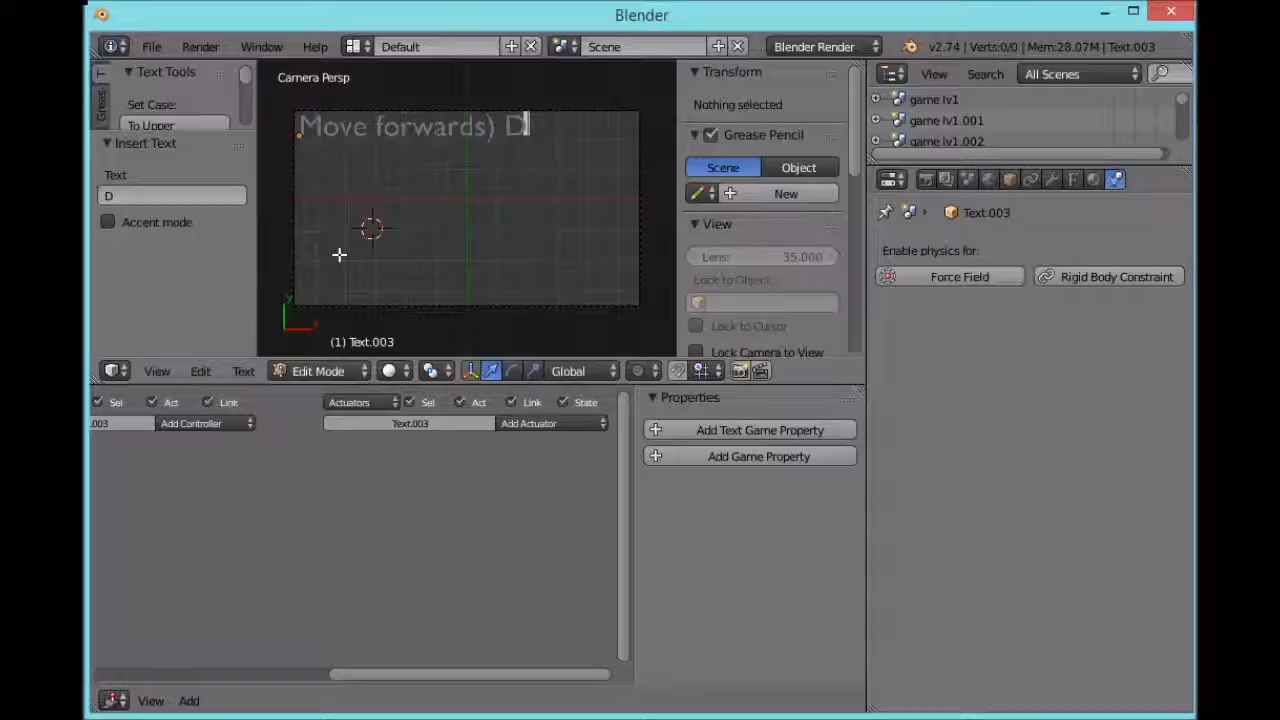 Blender
File Render Window Help Default Scene Blender Render v2.74 | Verts:0/0 | Mem:28.07M | Text.003
Text Tools
Set Case:
To Upper
Insert Text
Text
D
Accent mode
Camera Persp
Move forwards) D
(1) Text.003
Transform
Nothing selected
Grease Pencil
Scene Object
New
View
Lens: 35.000
Lock to Object:
Lock to Cursor
Lock Camera to View
View Search All Scenes
game lv1
game lv1.001
game lv1.002
Text.003
Enable physics for:
Force Field Rigid Body Constraint
View Edit Text Edit Mode Global
Sel Act Link Actuators Sel Act Link State
.003 Add Controller Text.003 Add Actuator
Properties
Add Text Game Property
Add Game Property
View Add